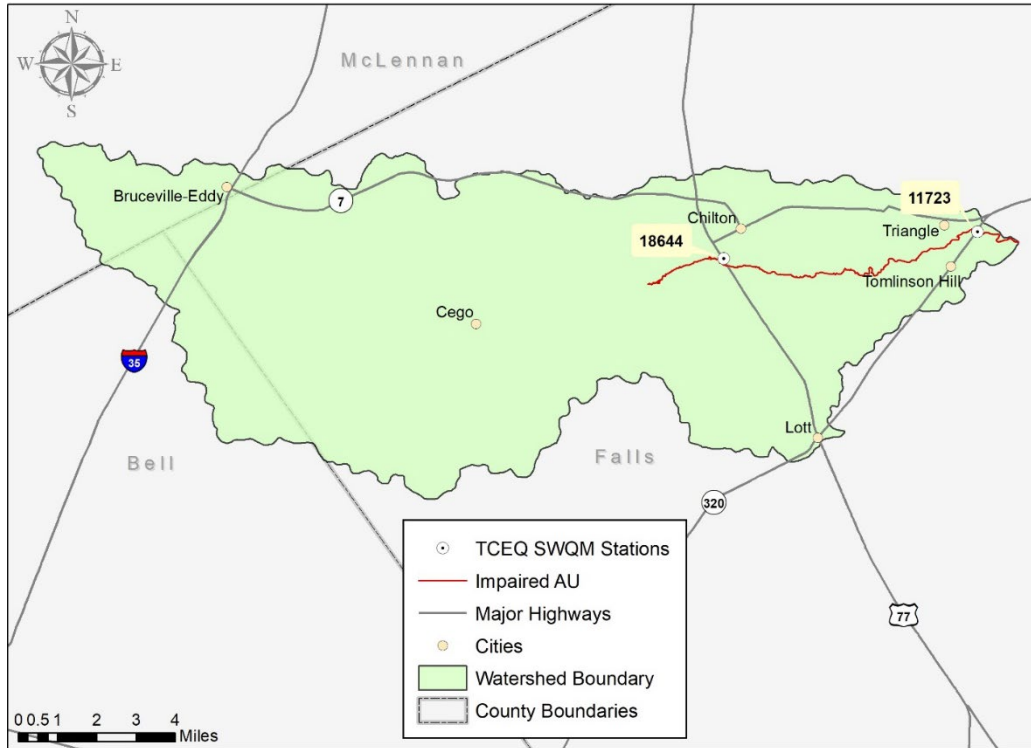 N
W E
S
McLennan
Bruceville-Eddy
7
11723
Chilton
Triangle
18644
Tomlinson Hill
Cego
35
Lott
Bell
Falls
320
77
TCEQ SWQM Stations
Impaired AU
Major Highways
Cities
Watershed Boundary
County Boundaries
0 0.5 1 2 3 4
Miles